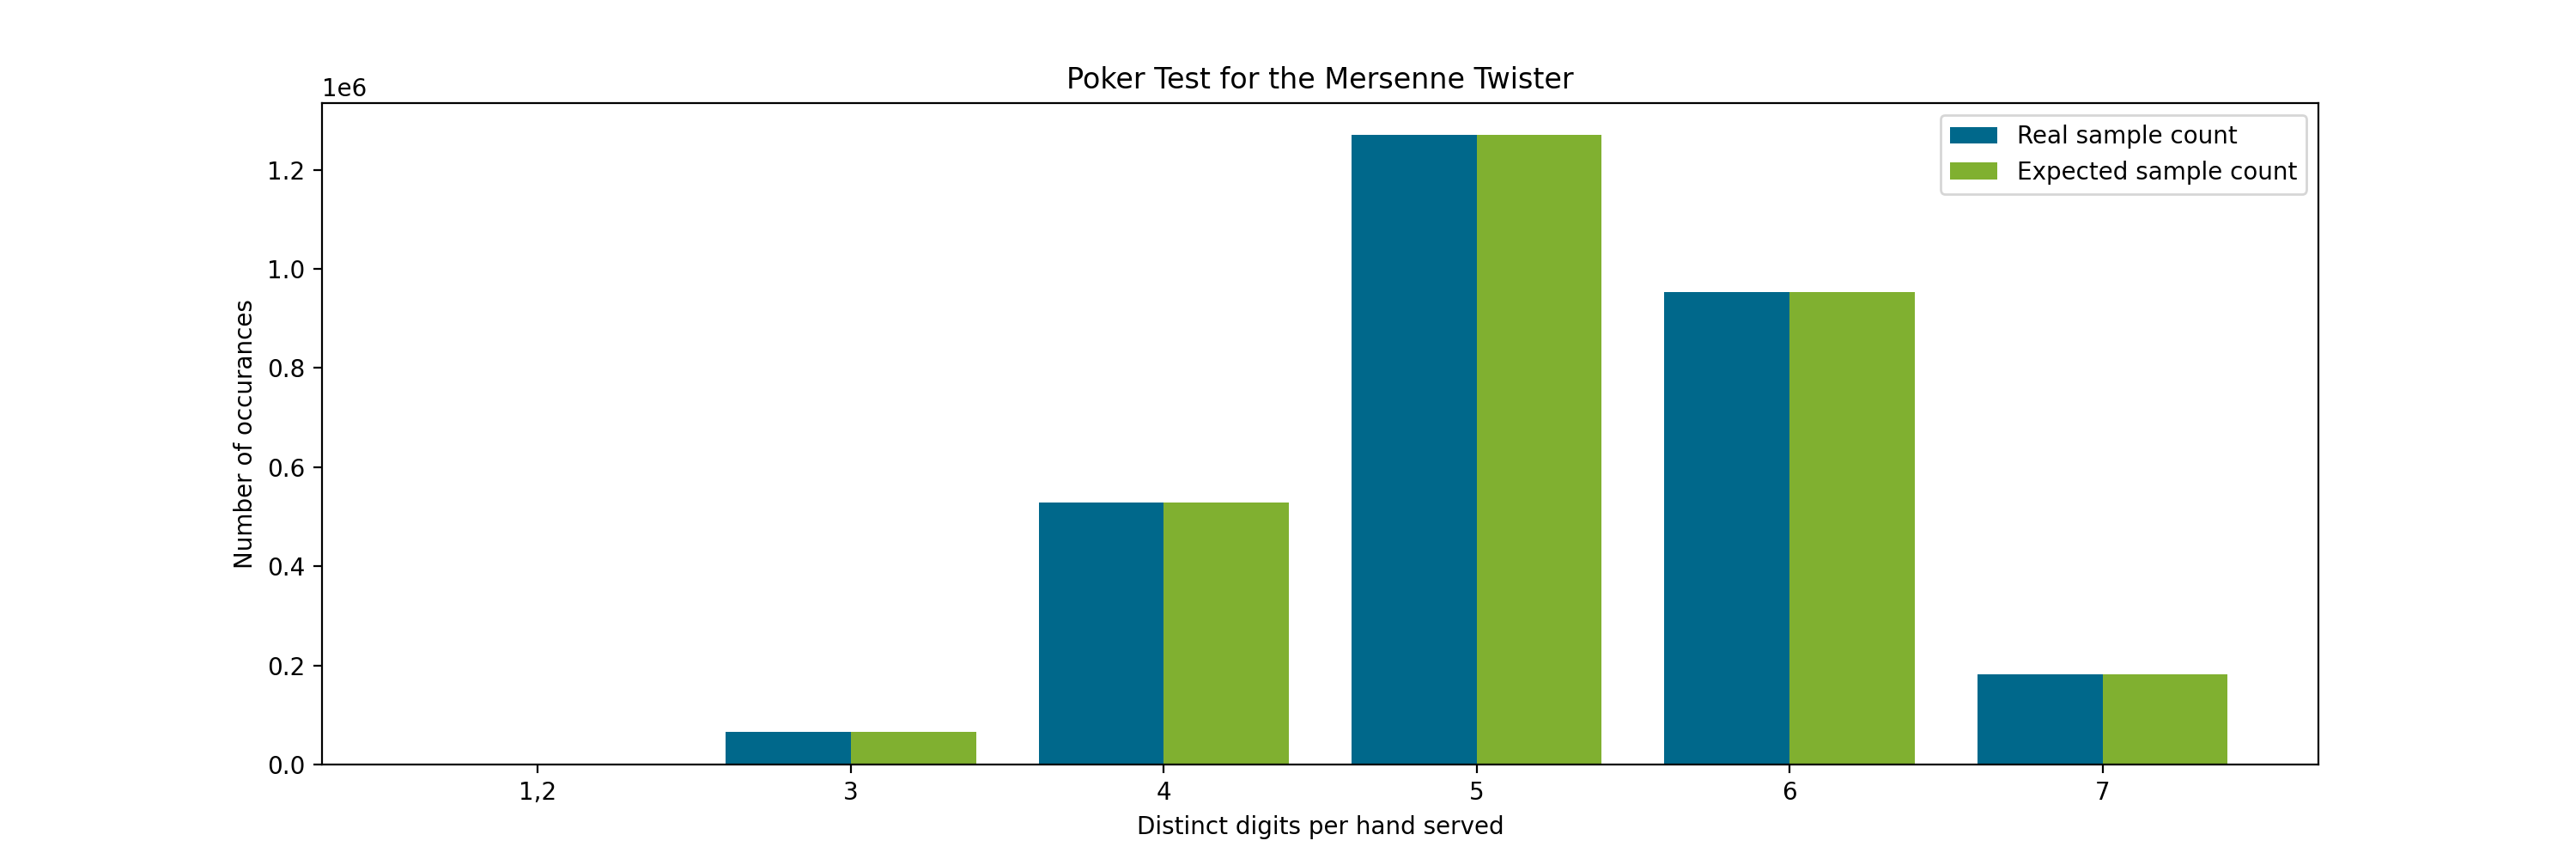 Poker Test for the Mersenne Twister
1e6
Real sample count
Expected sample count
1.2
1.0
0.8
0.6
0.4
0.2
0.0
Number of occurances
1,2 3 4 5 6 7
Distinct digits per hand served